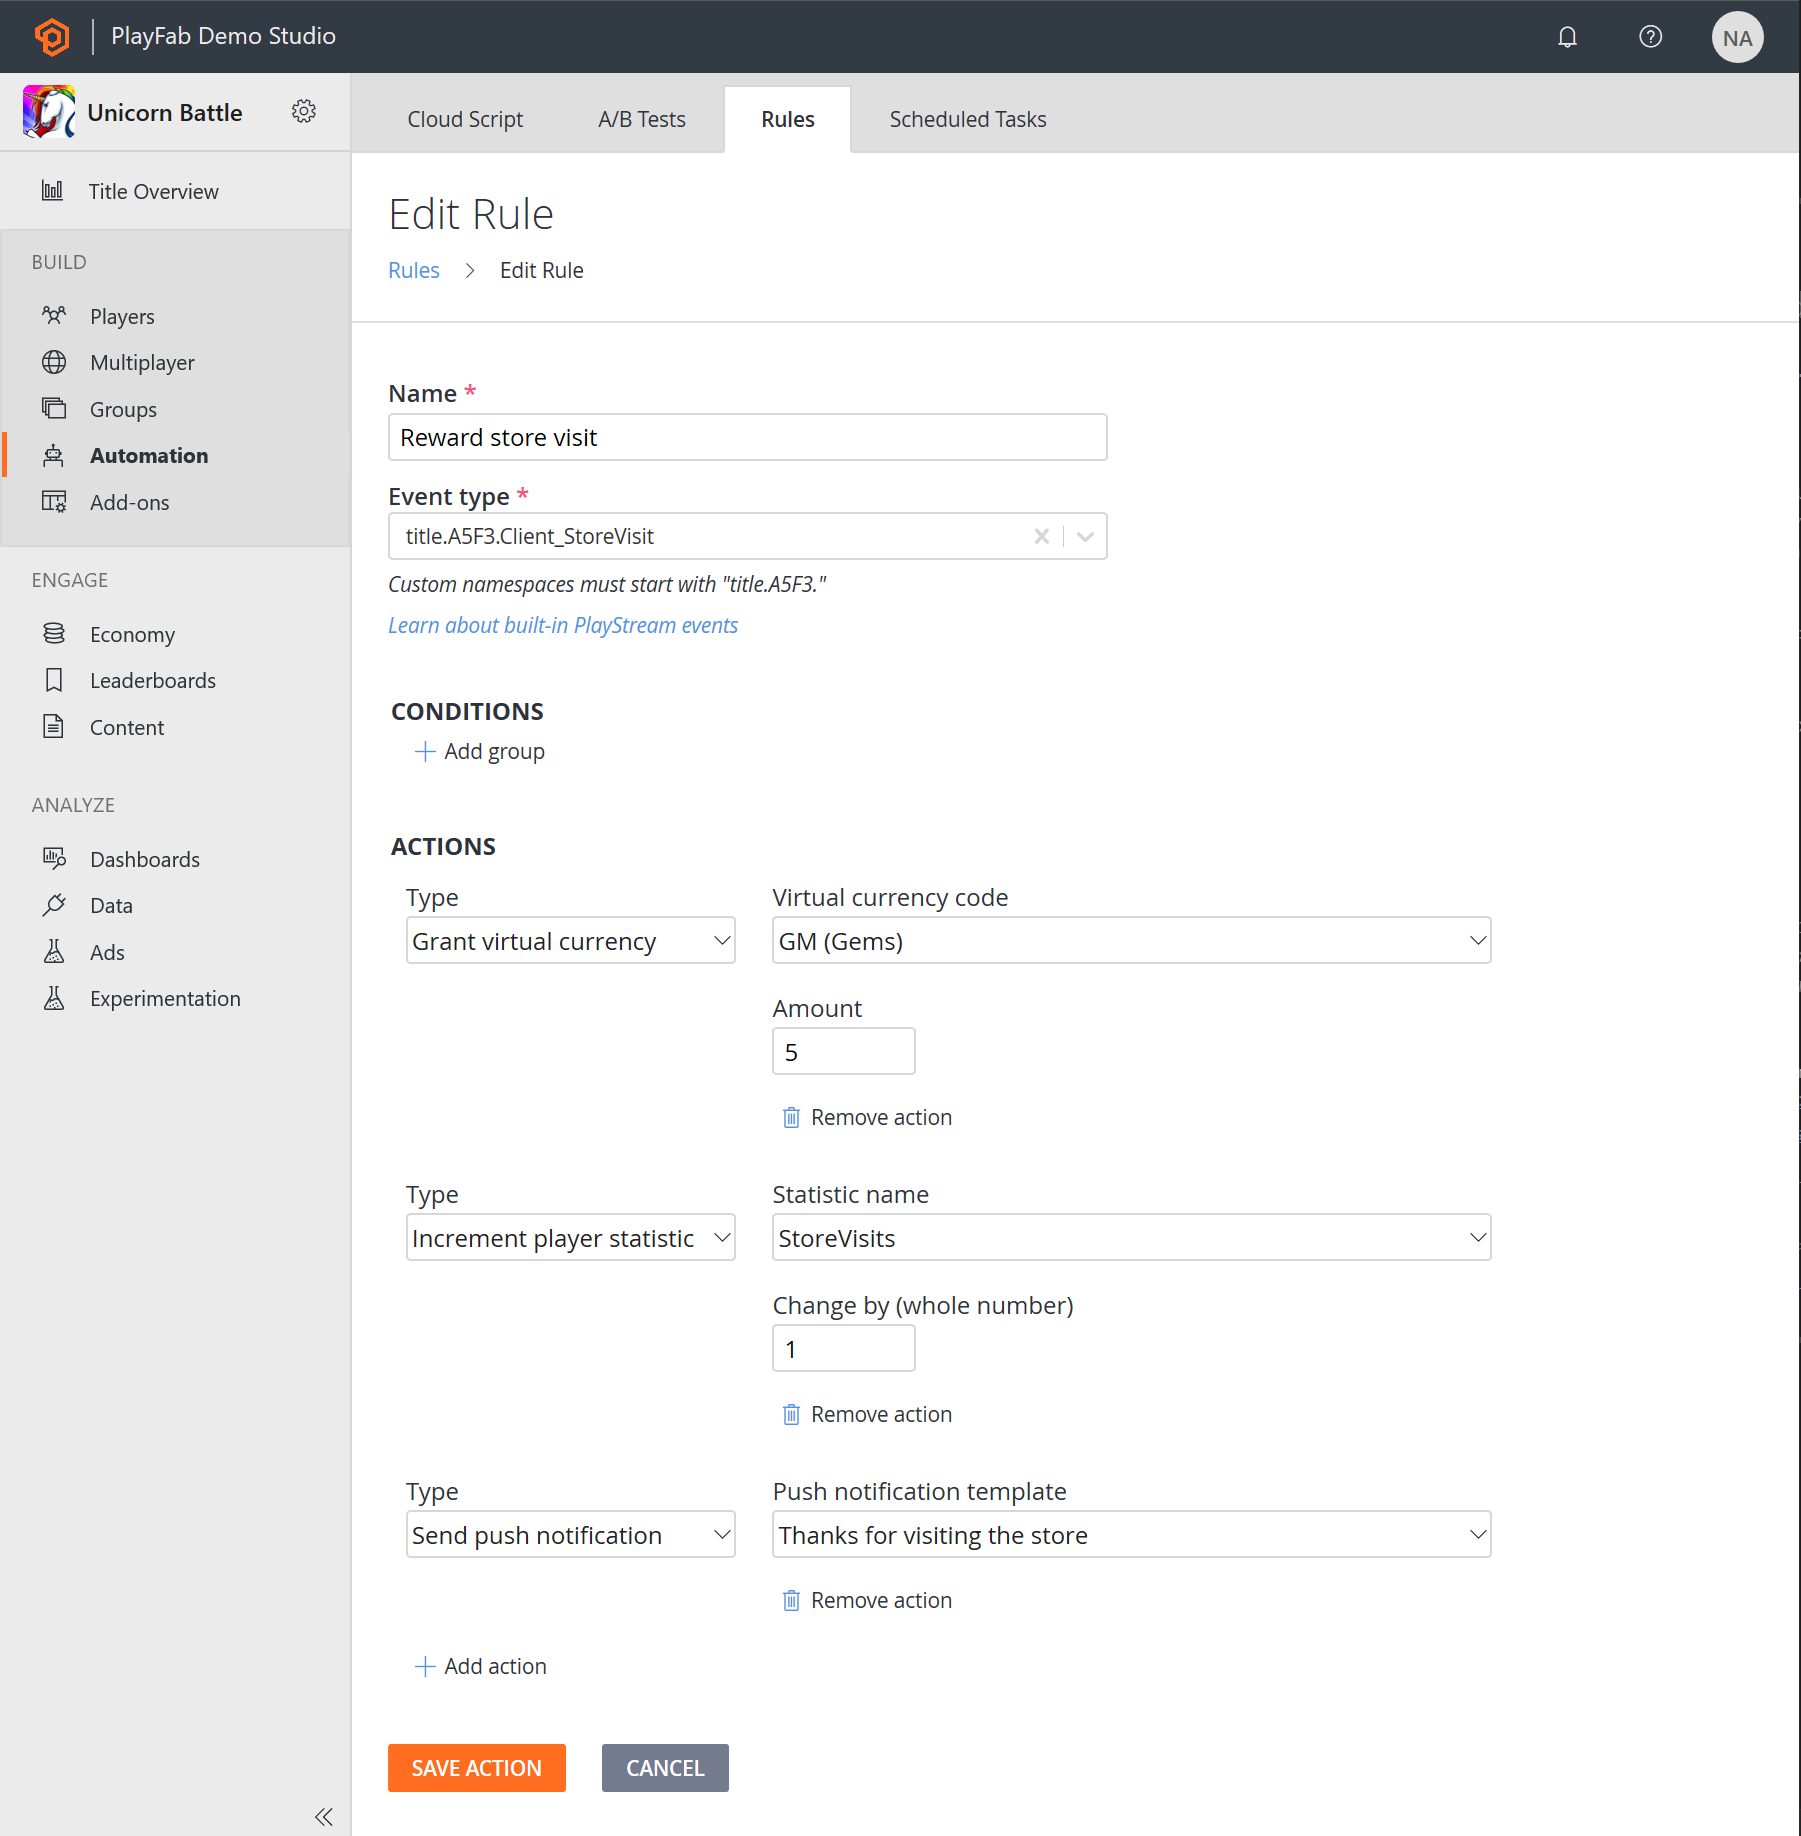 PlayFab Demo Studio
NA
Unicorn Battle
Cloud Script
A/B Tests
Rules
Scheduled Tasks
Title Overview
BUILD
Players
Multiplayer
Groups
Automation
Add-ons
ENGAGE
Economy
Leaderboards
Content
ANALYZE
Dashboards
Data
Ads
Experimentation
Edit Rule
Rules > Edit Rule
Name *
Reward store visit
Event type *
title.A5F3.Client_StoreVisit
Custom namespaces must start with "title.A5F3."
Learn about built-in PlayStream events
CONDITIONS
Add group
ACTIONS
Type
Virtual currency code
Grant virtual currency
GM (Gems)
Amount
5
Remove action
Type
Statistic name
Increment player statistic
StoreVisits
Change by (whole number)
1
Remove action
Type
Push notification template
Send push notification
Thanks for visiting the store
Remove action
Add action
SAVE ACTION
CANCEL